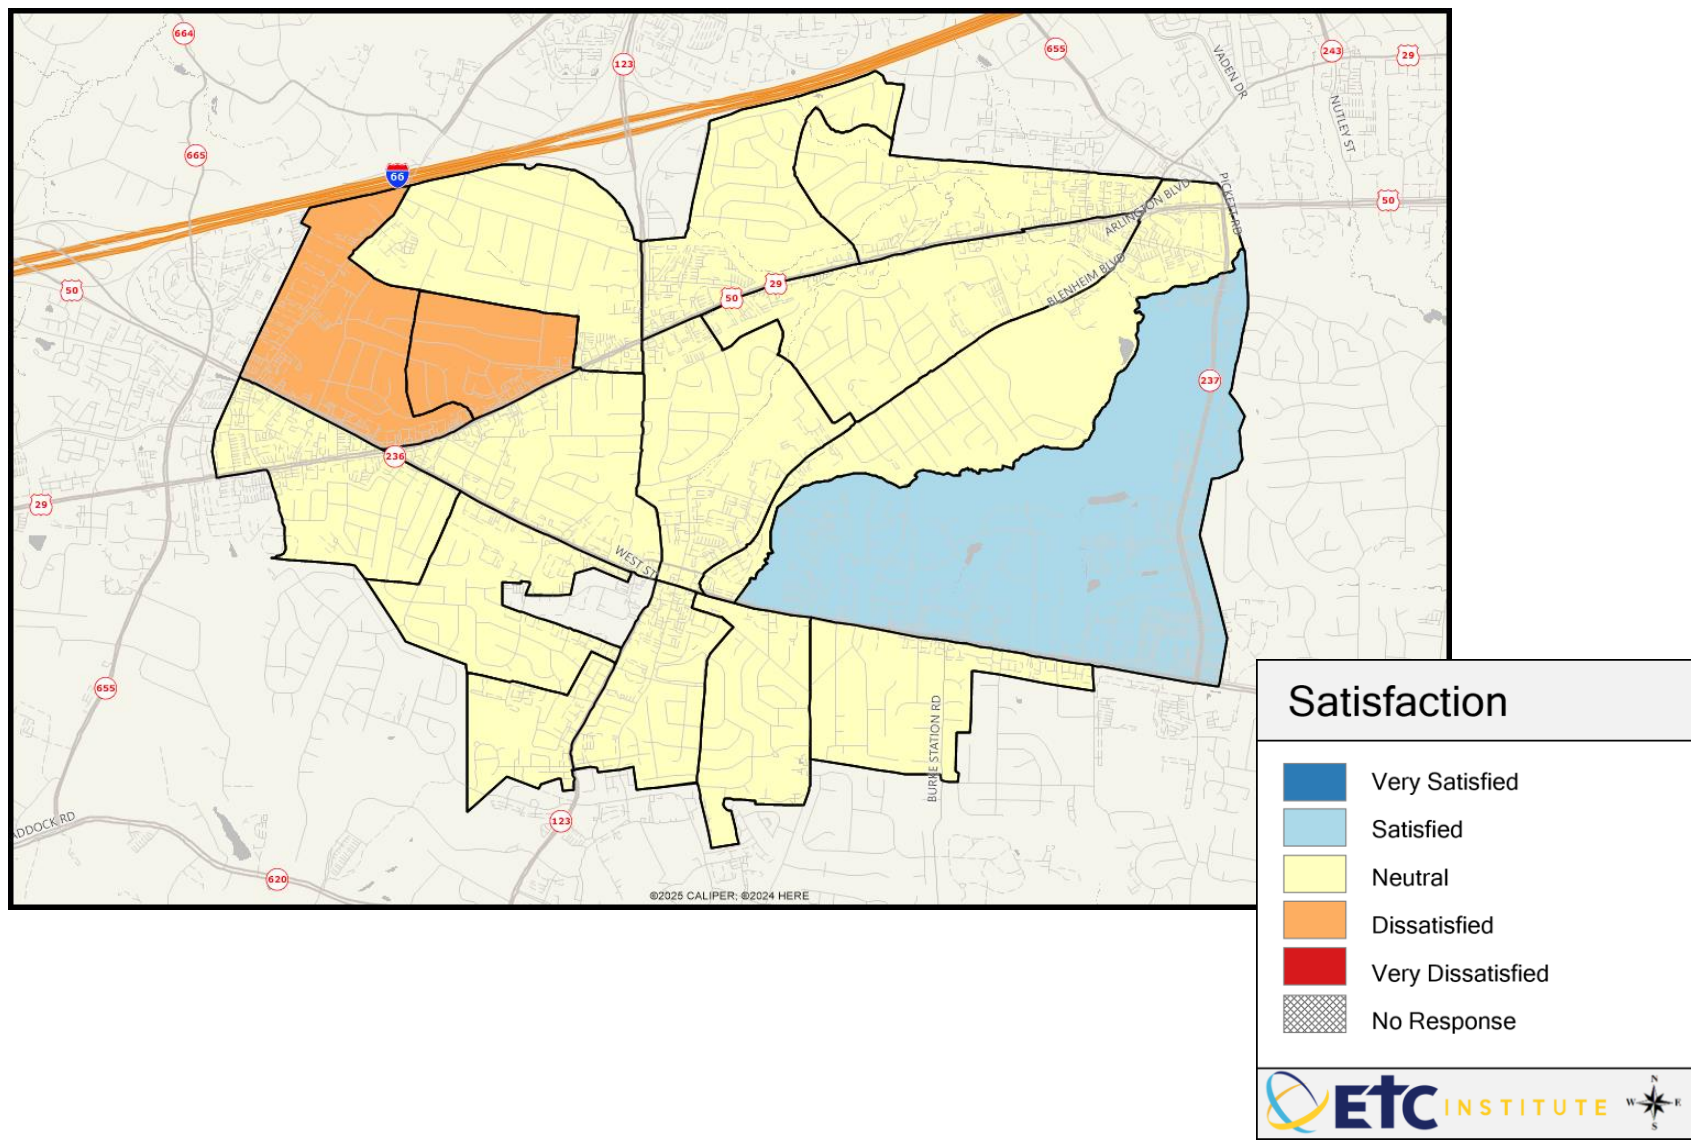 664
123
655
VADEN DR
243
29
NUTLEY ST
665
66
PICKETT RD
50
ARLINGTON BLVD
50
29
50
BLENHEIM BLVD
237
236
29
WEST ST
655
BURKE STATION RD
ADDOCK RD
123
620
©2025 CALIPER; ©2024 HERE
Satisfaction
Very Satisfied
Satisfied
Neutral
Dissatisfied
Very Dissatisfied
No Response
ETC INSTITUTE
N
W E
S